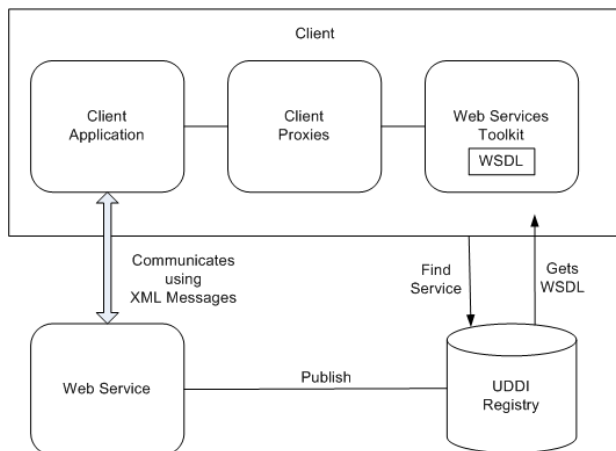 Client
Client
Application
Client
Proxies
Web Services
Toolkit
WSDL
Communicates
using
XML Messages
Find
Service
Gets
WSDL
Web Service
Publish
UDDI
Registry